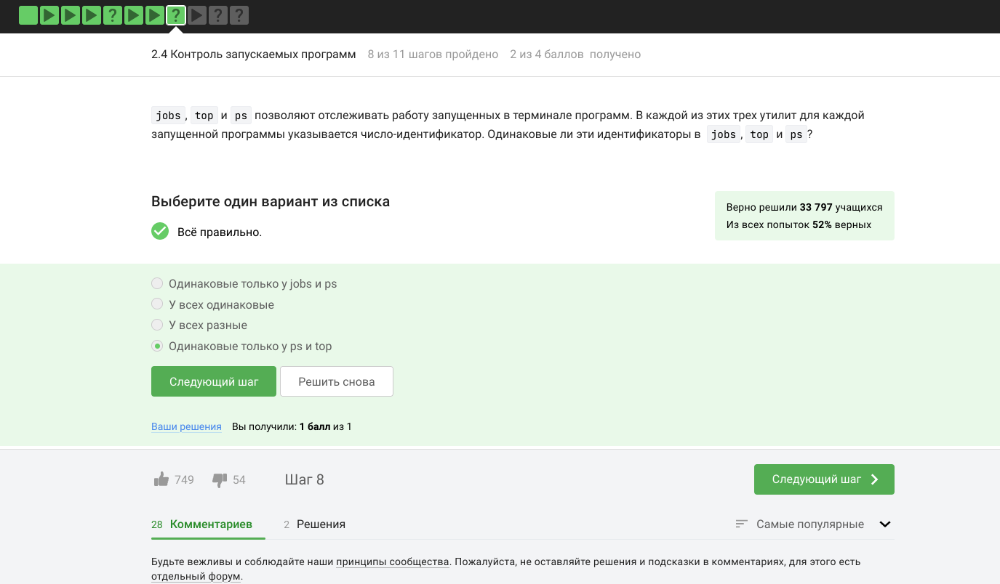 ? ? ? ?
2.4 Контроль запускаемых программ 8 из 11 шагов пройдено 2 из 4 баллов получено
jobs, top и ps позволяют отслеживать работу запущенных в терминале программ. В каждой из этих трех утилит для каждой
запущенной программы указывается число-идентификатор. Одинаковые ли эти идентификаторы в jobs, top и ps?
Выберите один вариант из списка
Всё правильно.
Верно решили 33 797 учащихся
Из всех попыток 52% верных
Одинаковые только у jobs и ps
У всех одинаковые
У всех разные
Одинаковые только у ps и top
Следующий шаг Решить снова
Ваши решения Вы получили: 1 балл из 1
749 54 Шаг 8 Следующий шаг
28 Комментариев 2 Решения Самые популярные
Будьте вежливы и соблюдайте наши принципы сообщества. Пожалуйста, не оставляйте решения и подсказки в комментариях, для этого есть
отдельный форум.